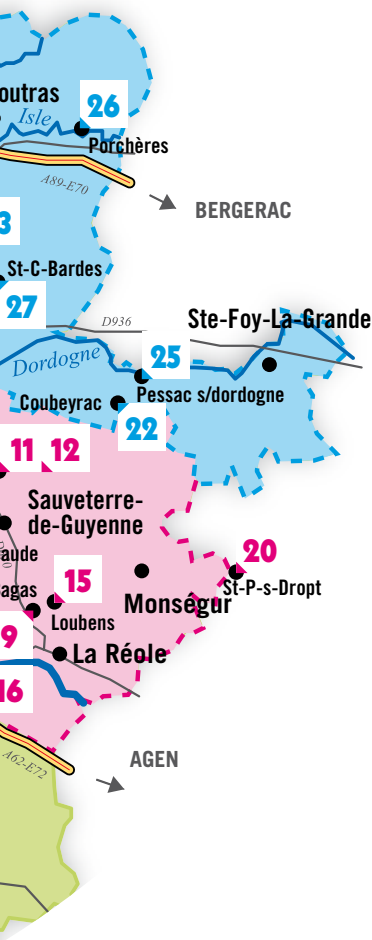 outras
Isle
26
Porchères
A89-E70
BERGERAC
3
St-C-Bardes
27
D936
Ste-Foy-La-Grande
Dordogne
25
Pessac s/dordogne
Coubeyrac
22
11 12
Sauveterre-
de-Guyenne
aude
20
St-P-s-Dropt
15
agas
Monségur
Loubens
9
La Réole
16
AGEN
A62-E72